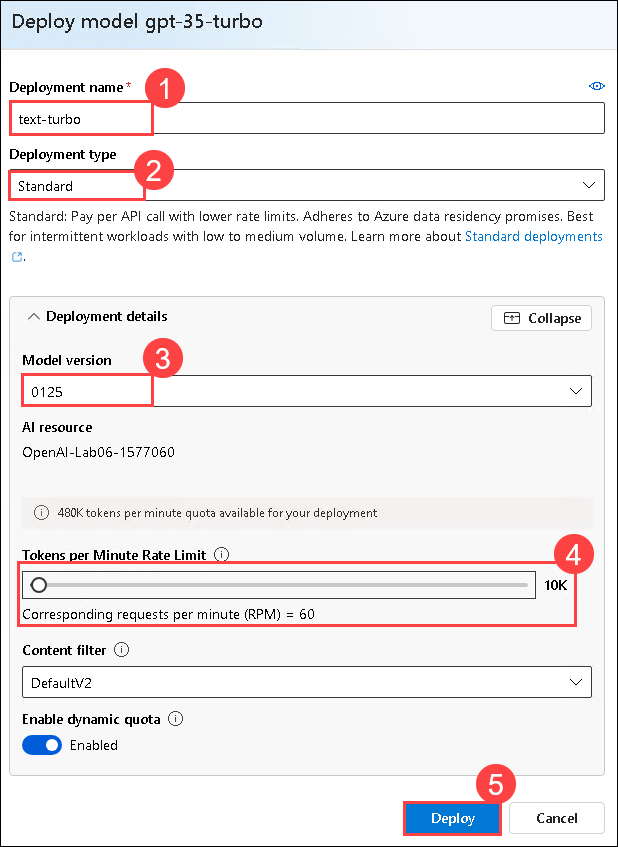 Deploy model gpt-35-turbo
Deployment name *
1
text-turbo
Deployment type
2
Standard
Standard: Pay per API call with lower rate limits. Adheres to Azure data residency promises. Best
for intermittent workloads with low to medium volume. Learn more about Standard deployments
.
Deployment details
Collapse
Model version
3
0125
AI resource
OpenAI-Lab06-1577060
480K tokens per minute quota available for your deployment
Tokens per Minute Rate Limit
4
10K
Corresponding requests per minute (RPM) = 60
Content filter
DefaultV2
Enable dynamic quota
Enabled
5
Deploy
Cancel